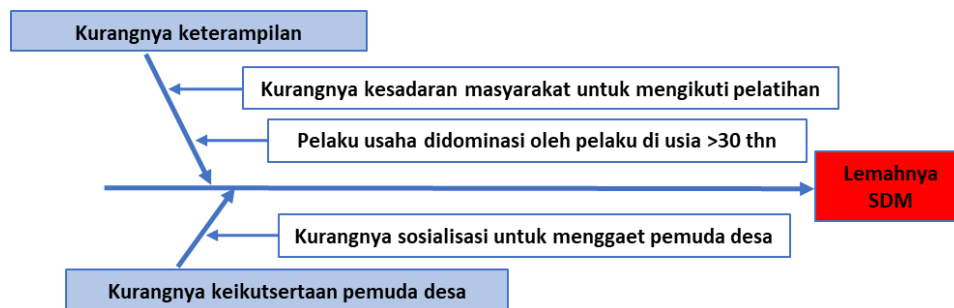 Kurangnya keterampilan
Kurangnya kesadaran masyarakat untuk mengikuti pelatihan
Pelaku usaha didominasi oleh pelaku di usia >30 thn
Lemahnya
SDM
Kurangnya sosialisasi untuk menggaet pemuda desa
Kurangnya keikutsertaan pemuda desa